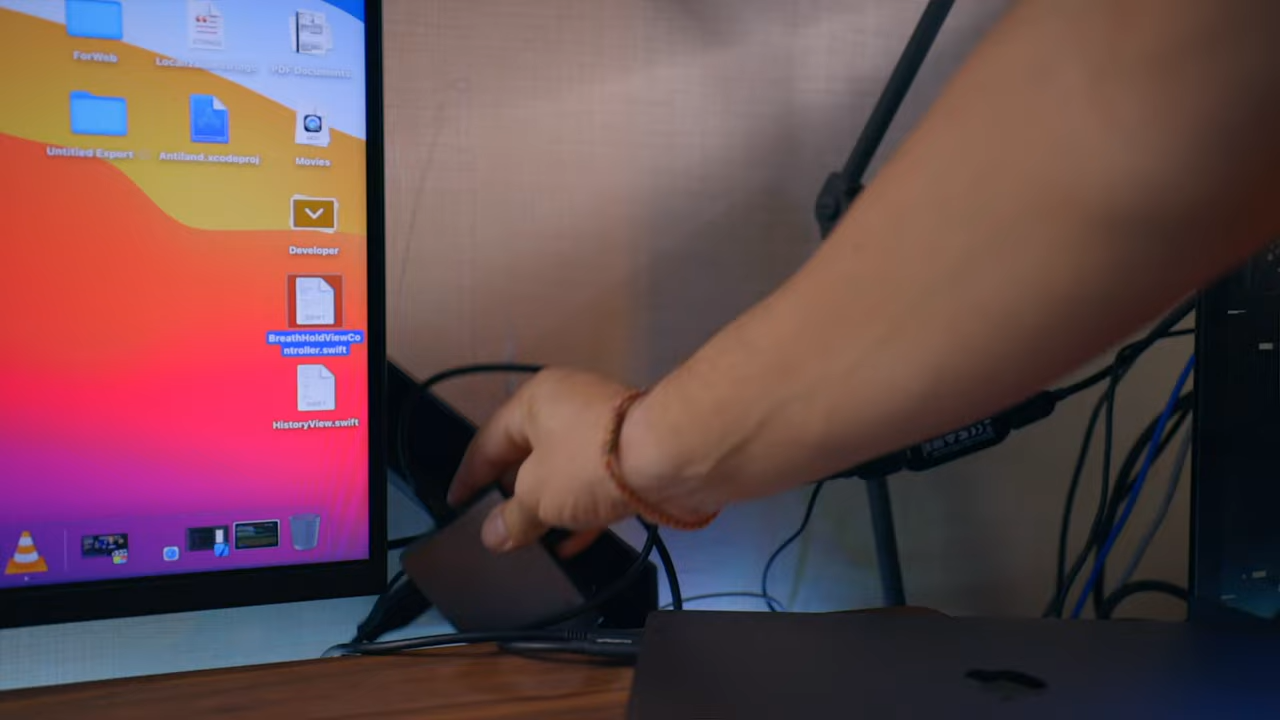 ForWeb
PDF Documents
Untitled Export
Antiland.xcodeproj
Movies
Developer
BreathHoldViewCo
ntroller.swift
HistoryView.swift